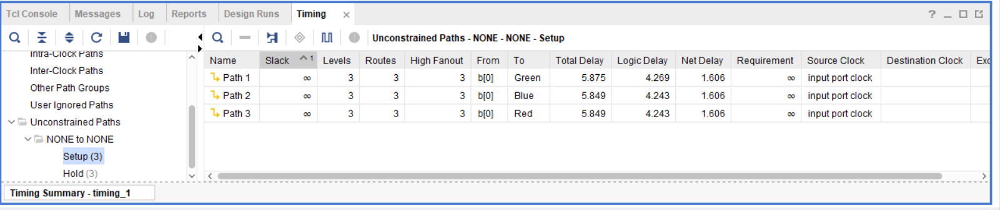 Tcl Console Messages Log Reports Design Runs Timing × ?
Unconstrained Paths - NONE - NONE - Setup
Intra-Clock Paths
Inter-Clock Paths
Other Path Groups
User Ignored Paths
Unconstrained Paths
NONE to NONE
Setup (3)
Hold (3)
Name Slack 1 Levels Routes High Fanout From To Total Delay Logic Delay Net Delay Requirement Source Clock Destination Clock Exc
Path 1 ∞ 3 3 3 b[0] Green 5.875 4.269 1.606 ∞ input port clock
Path 2 ∞ 3 3 3 b[0] Blue 5.849 4.243 1.606 ∞ input port clock
Path 3 ∞ 3 3 3 b[0] Red 5.849 4.243 1.606 ∞ input port clock
Timing Summary - timing_1